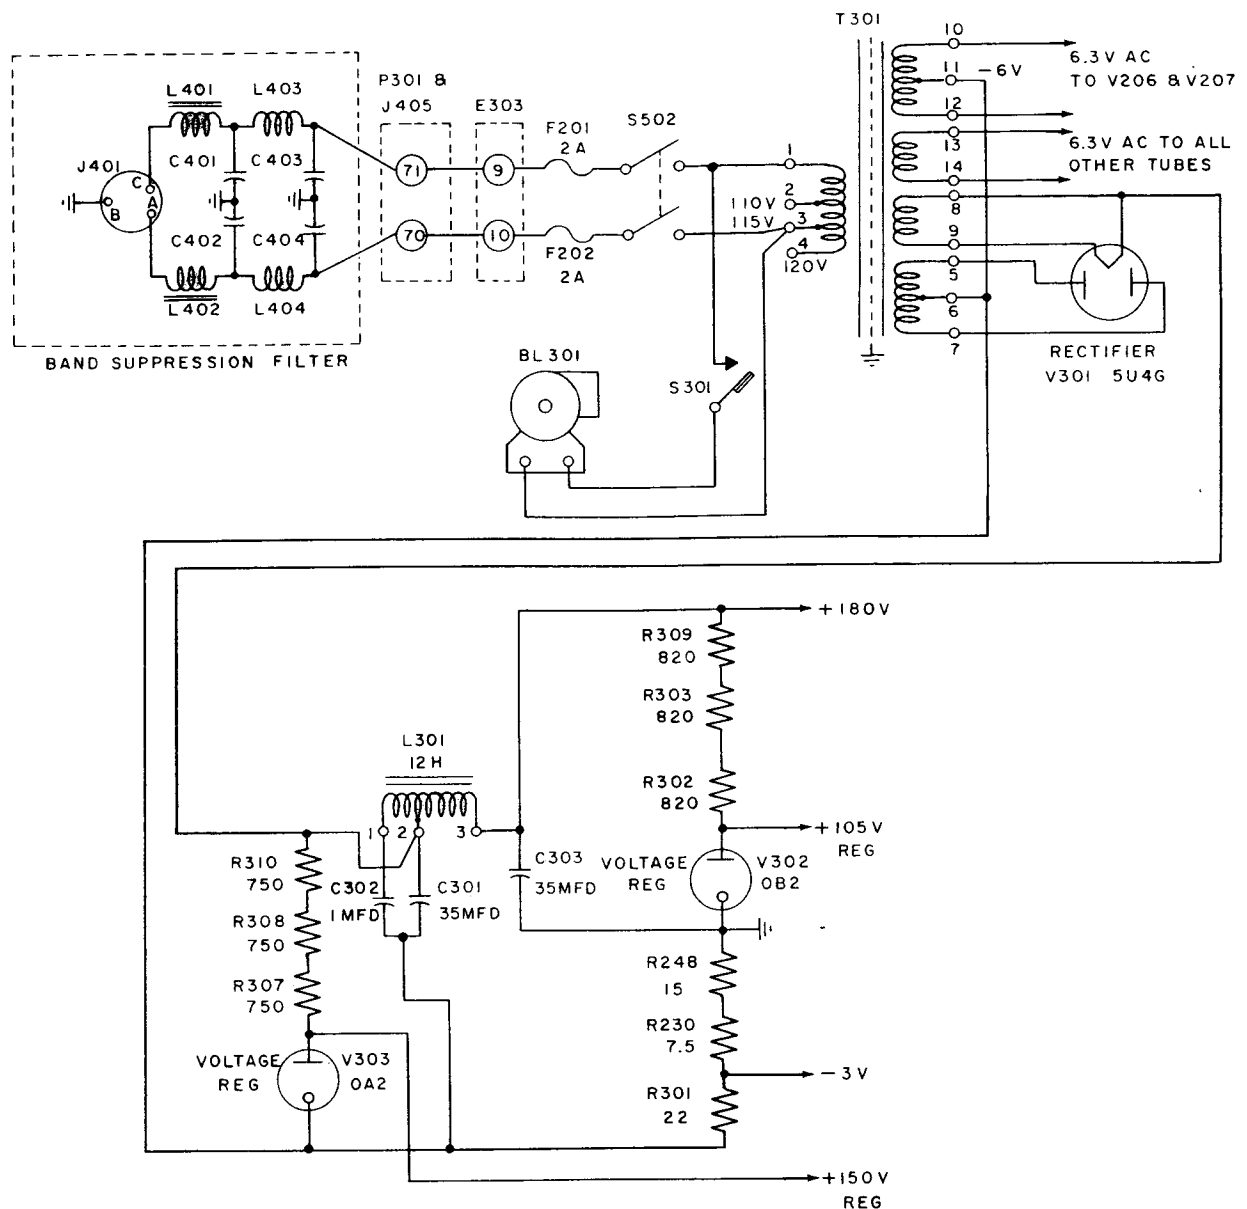 T301
10
6.3V AC
TO V206 & V207
11
-6V
12
13
6.3V AC TO ALL
OTHER TUBES
14
8
9
5
6
7
RECTIFIER
V301 5U4G
L401
L403
C401
C403
J401
C
A
B
C402
C404
L402
L404
BAND SUPPRESSION FILTER
P301 &
J405
71
70
E303
9
10
F201
2A
F202
2A
S502
1
2
110V
115V
3
4
120V
BL301
S301
+180V
R309
820
R303
820
R302
820
+105V
REG
L301
12H
1
2
3
C303
35MFD
VOLTAGE
REG
V302
OB2
R310
750
C302
1MFD
C301
35MFD
R308
750
R307
750
R248
15
R230
7.5
VOLTAGE
REG
V303
OA2
-3V
R301
22
+150V
REG